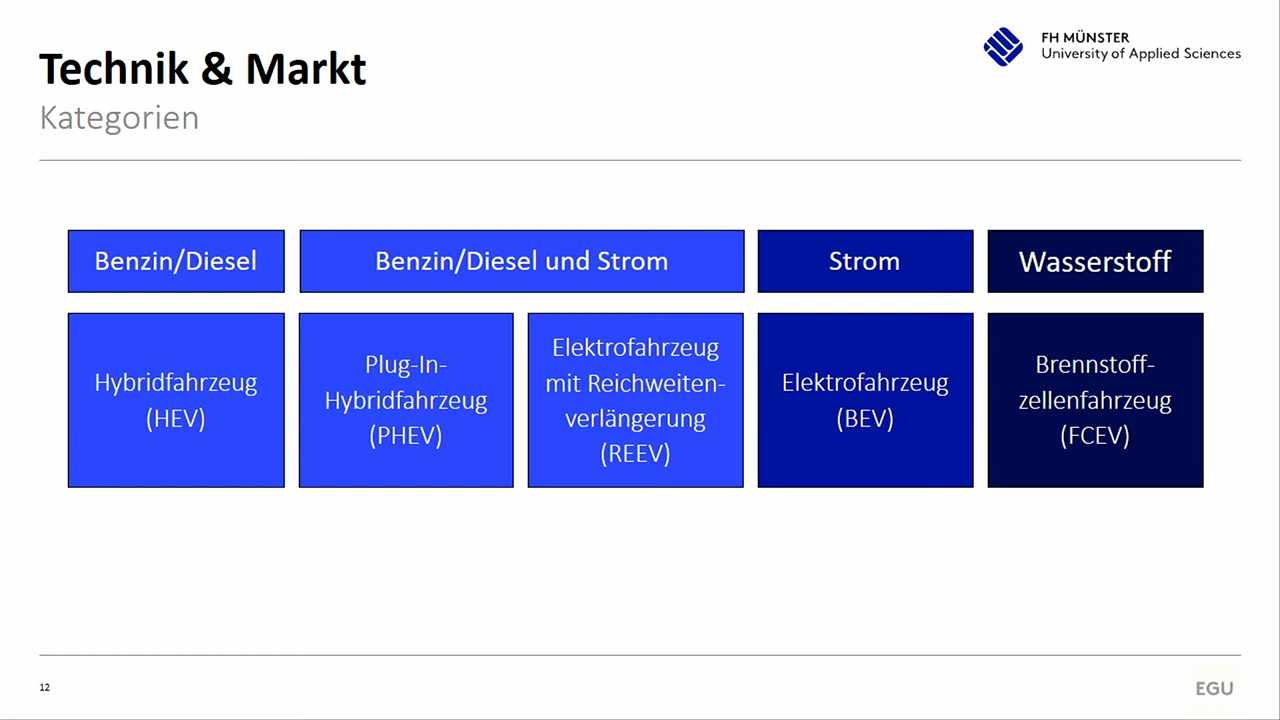 FH MÜNSTER
University of Applied Sciences
Technik & Markt
Kategorien
Benzin/Diesel
Benzin/Diesel und Strom
Strom
Wasserstoff
Hybridfahrzeug
(HEV)
Plug-In-
Hybridfahrzeug
(PHEV)
Elektrofahrzeug
mit Reichweiten-
verlängerung
(REEV)
Elektrofahrzeug
(BEV)
Brennstoff-
zellenfahrzeug
(FCEV)
12
EGU